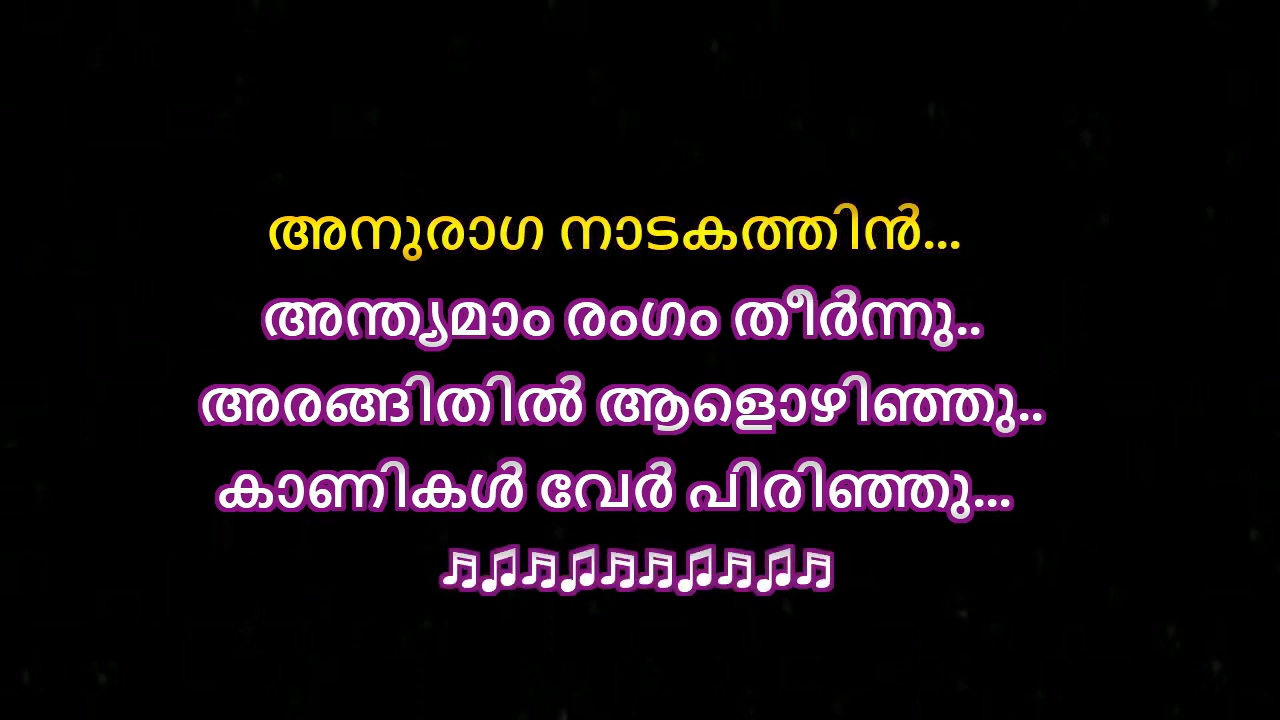 അനുരാഗ നാടകത്തിൻ...
അന്ത്യമാം രംഗം തീർന്നു..
അരങ്ങിതിൽ ആളൊഴിഞ്ഞു..
കാണികൾ വേർ പിരിഞ്ഞു...
♬♫♬♫♬♬♫♬♫♬